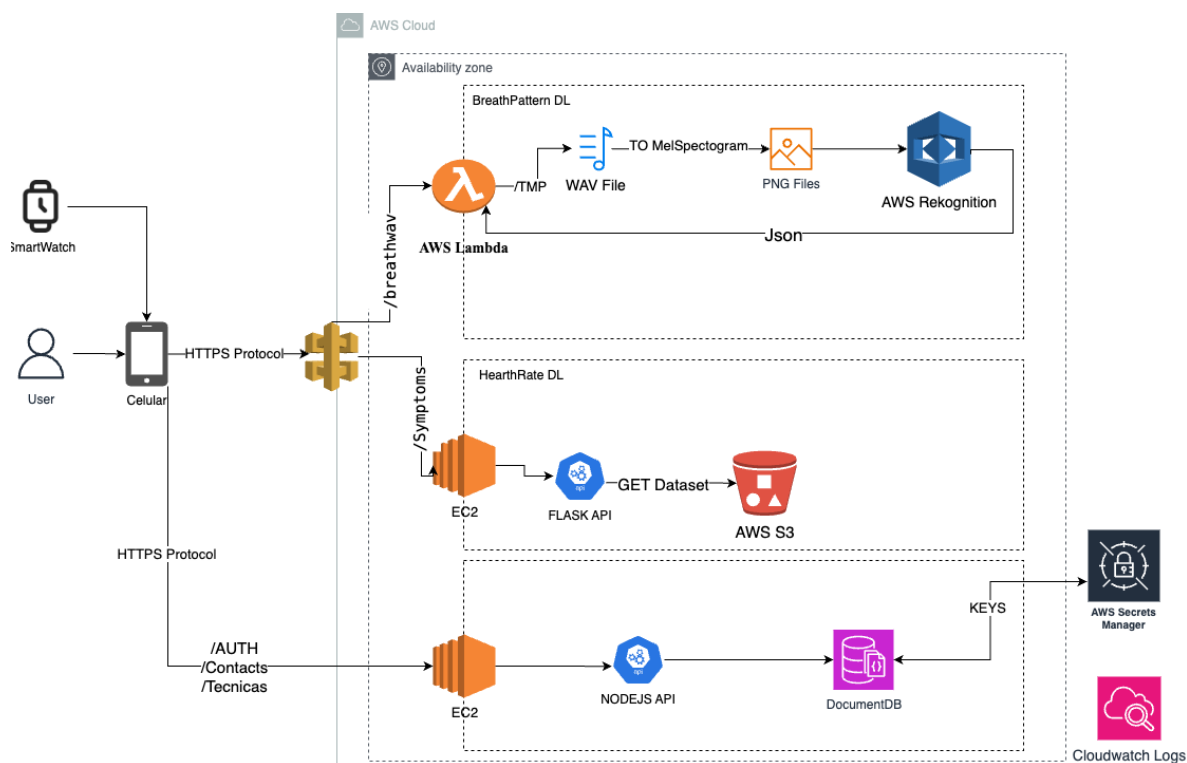 AWS Cloud
Availability zone
BreathPattern DL
/TMP
WAV File
TO MelSpectogram
PNG Files
AWS Rekognition
AWS Lambda
Json
/breathwav
SmartWatch
User
Celular
HTTPS Protocol
HearthRate DL
/Symptoms
EC2
FLASK API
api
GET Dataset
AWS S3
HTTPS Protocol
/AUTH
/Contacts
/Tecnicas
EC2
api
NODEJS API
DocumentDB
KEYS
AWS Secrets
Manager
Cloudwatch Logs